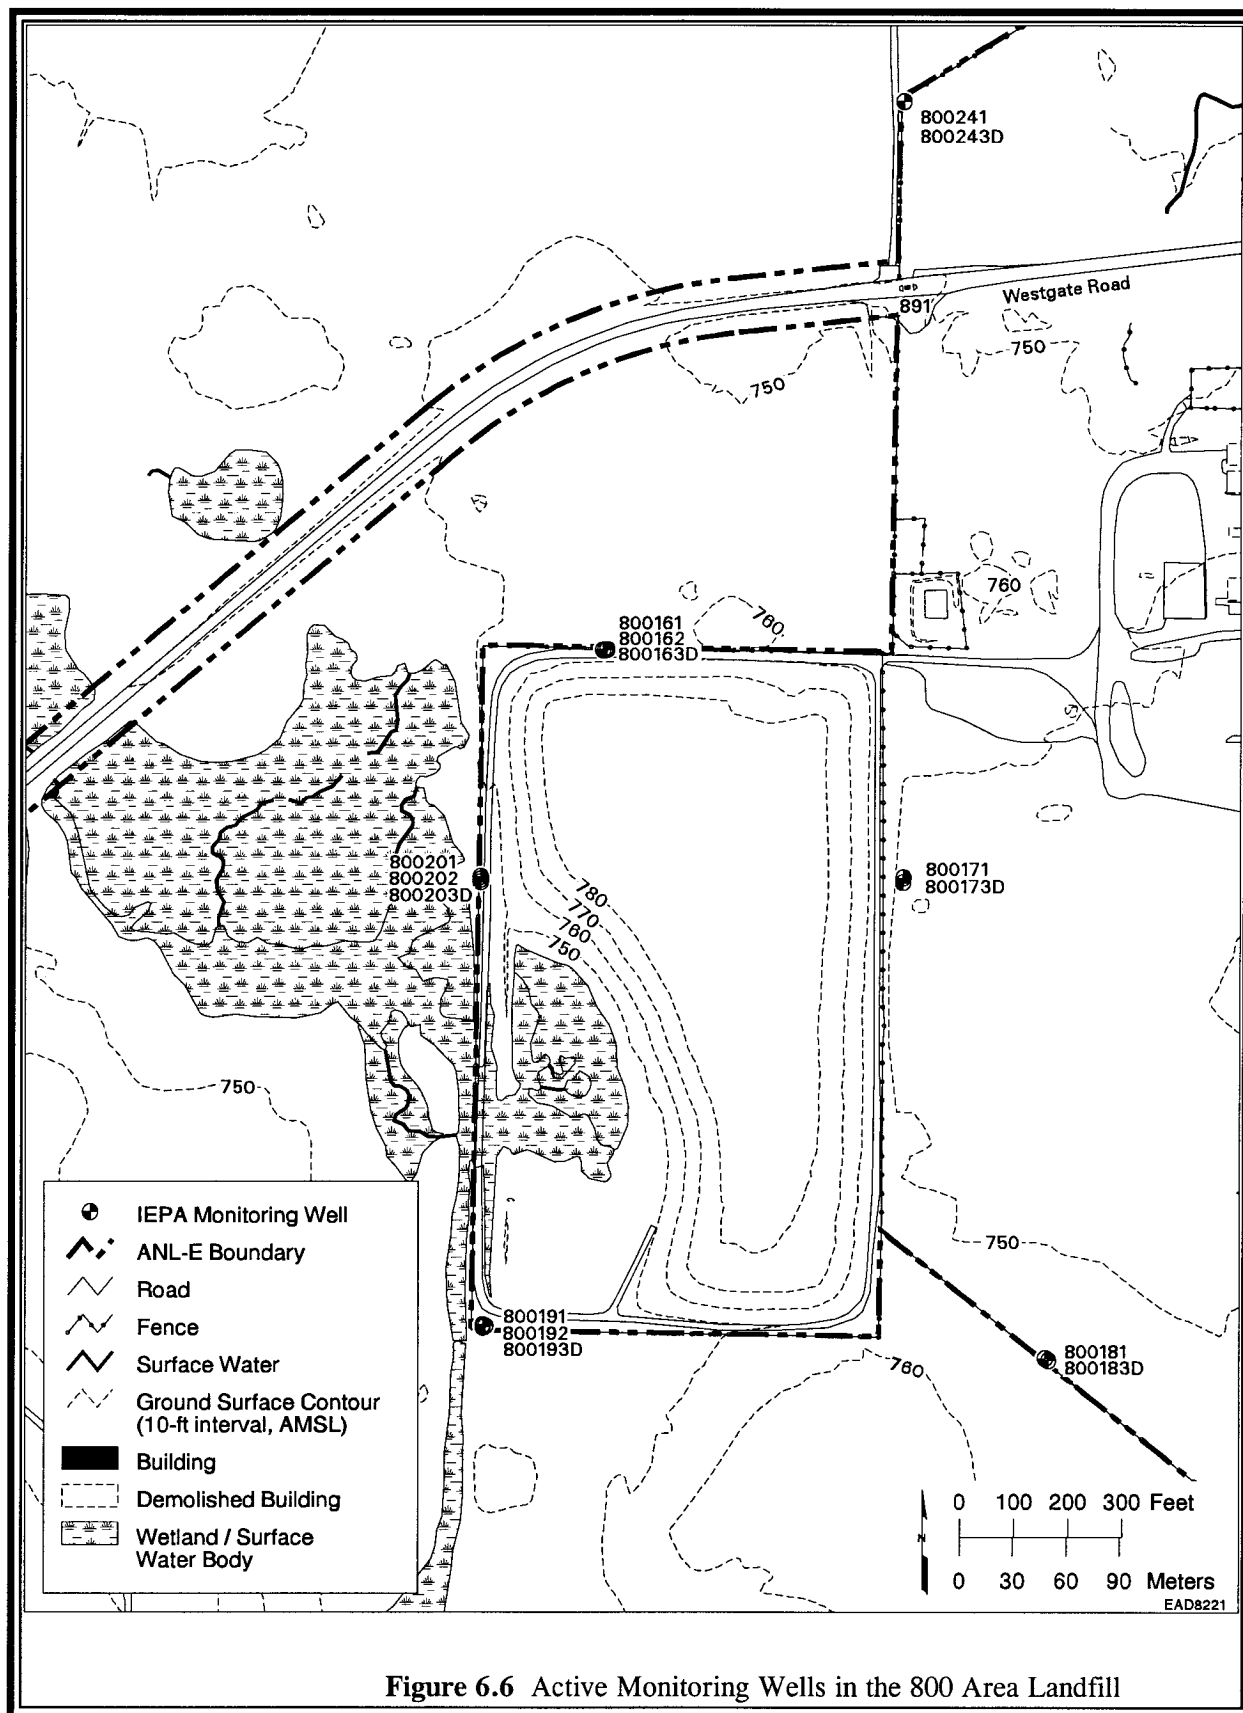 800241
800243D
Westgate Road
891
750
750
760
760
800161
800162
800163D
800201
800202
800203D
800171
800173D
780
770
760
750
750
750
IEPA Monitoring Well
ANL-E Boundary
Road
Fence
Surface Water
Ground Surface Contour
(10-ft interval, AMSL)
Building
Demolished Building
Wetland / Surface
Water Body
800191
800192
800193D
760
800181
800183D
N
0 100 200 300 Feet
0 30 60 90 Meters
EAD8221
Figure 6.6 Active Monitoring Wells in the 800 Area Landfill